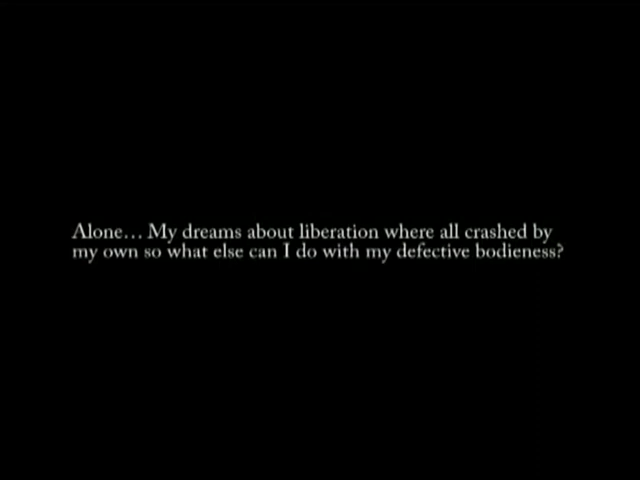 Alone... My dreams about liberation where all crashed by
my own so what else can I do with my defective bodieness?